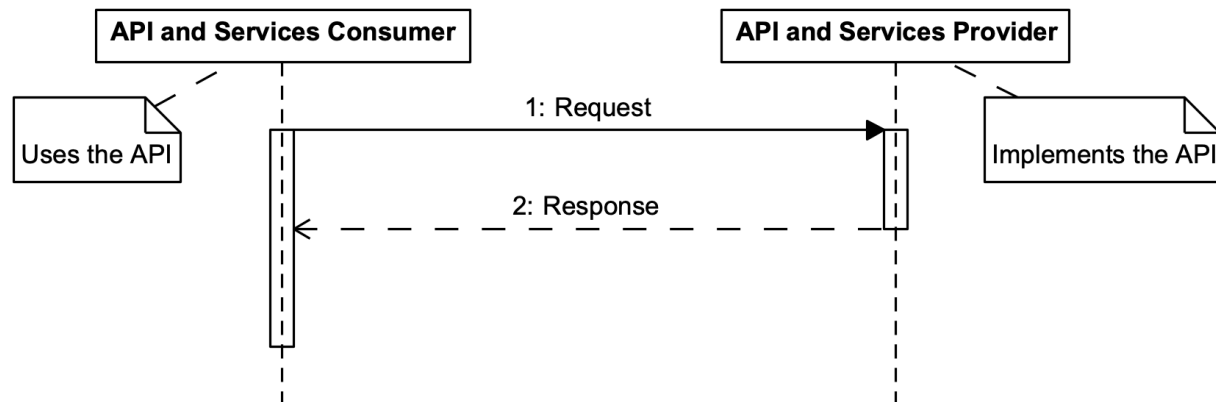 API and Services Consumer
API and Services Provider
Uses the API
1: Request
Implements the API
2: Response